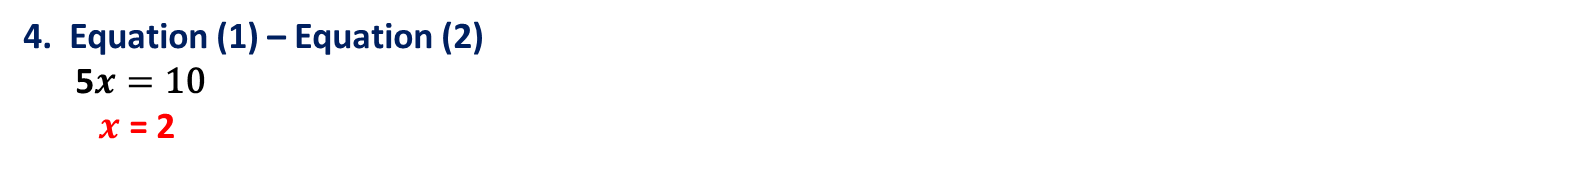 4. Equation (1) – Equation (2)
5x = 10
x = 2